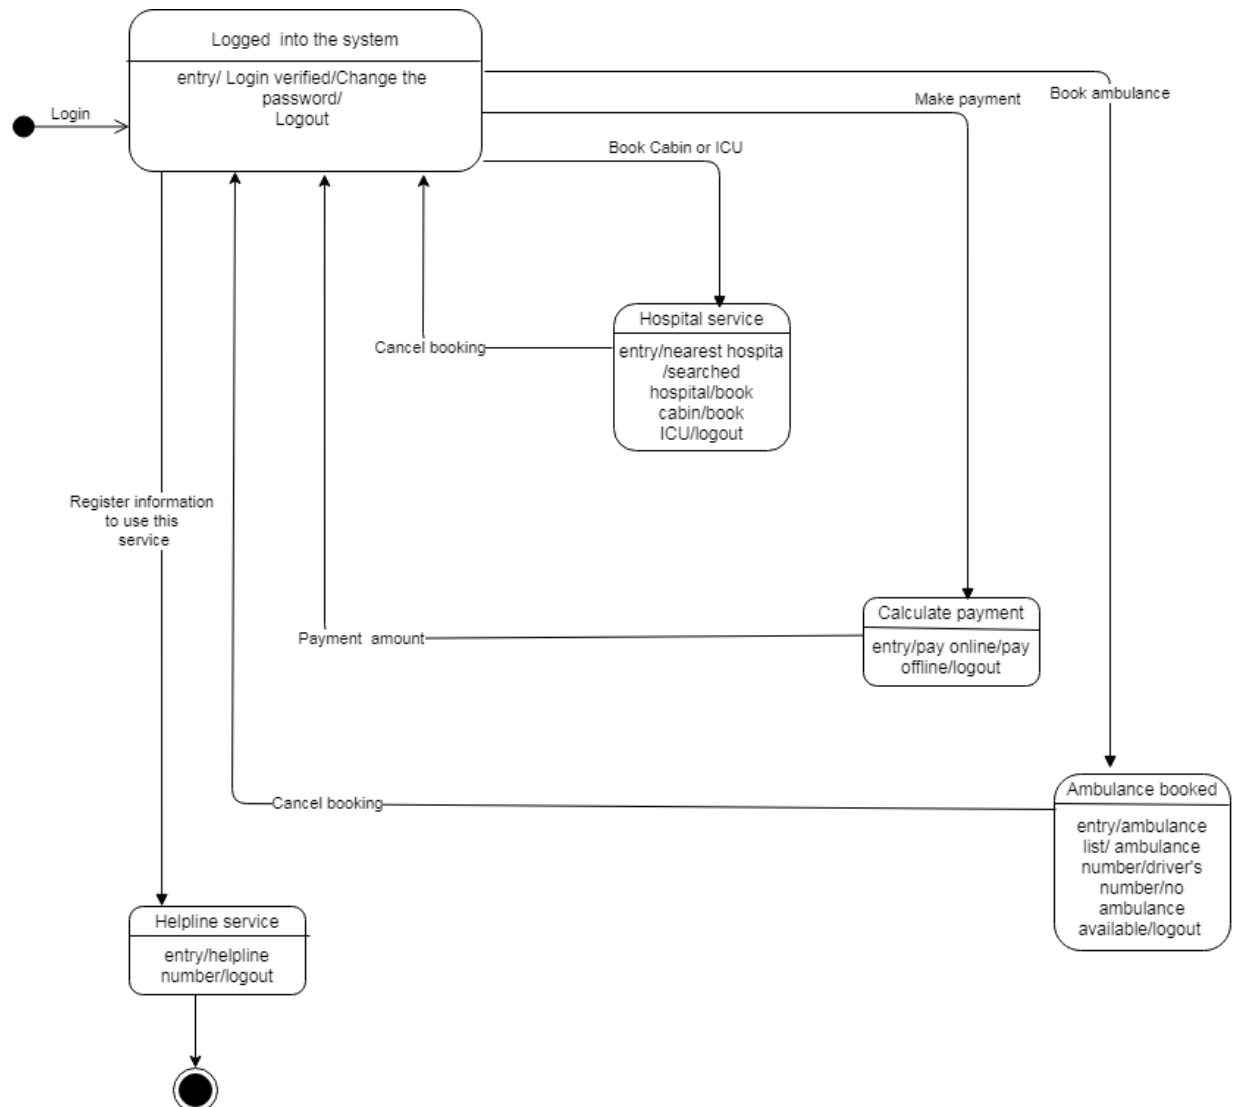 Logged  into the system
entry/ Login verified/Change the
password/
Logout
Login
Make payment
Book ambulance
Book Cabin or ICU
Hospital service
entry/nearest hospita
/searched
hospital/book
cabin/book
ICU/logout
Cancel booking
Register information
to use this
service
Calculate payment
entry/pay online/pay
offline/logout
Payment  amount
Ambulance booked
entry/ambulance
list/ ambulance
number/driver's
number/no
ambulance
available/logout
Cancel booking
Helpline service
entry/helpline
number/logout